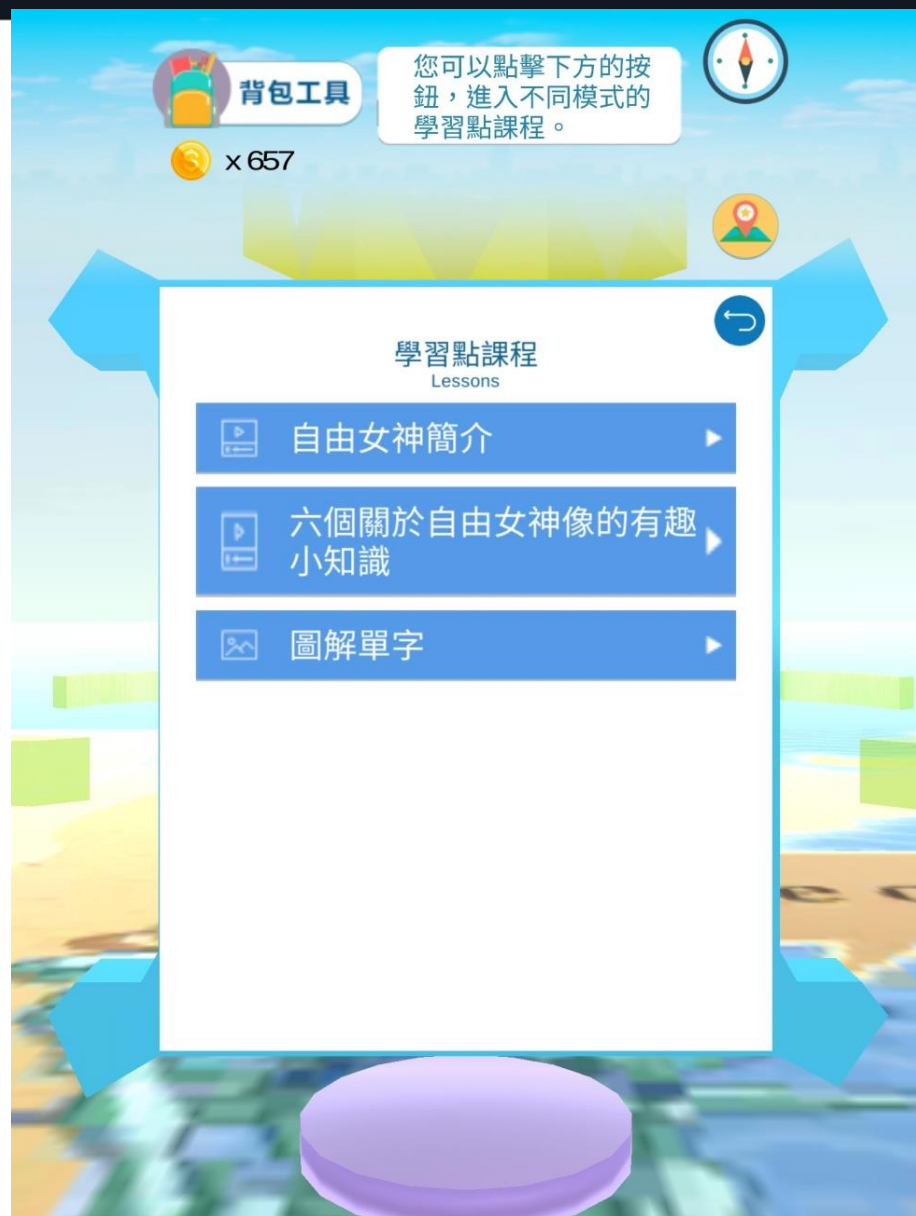 背包工具
您可以點擊下方的按
鈕,進入不同模式的
學習點課程。
x 657
學習點課程
Lessons
自由女神簡介
六個關於自由女神像的有趣
小知識
圖解單字